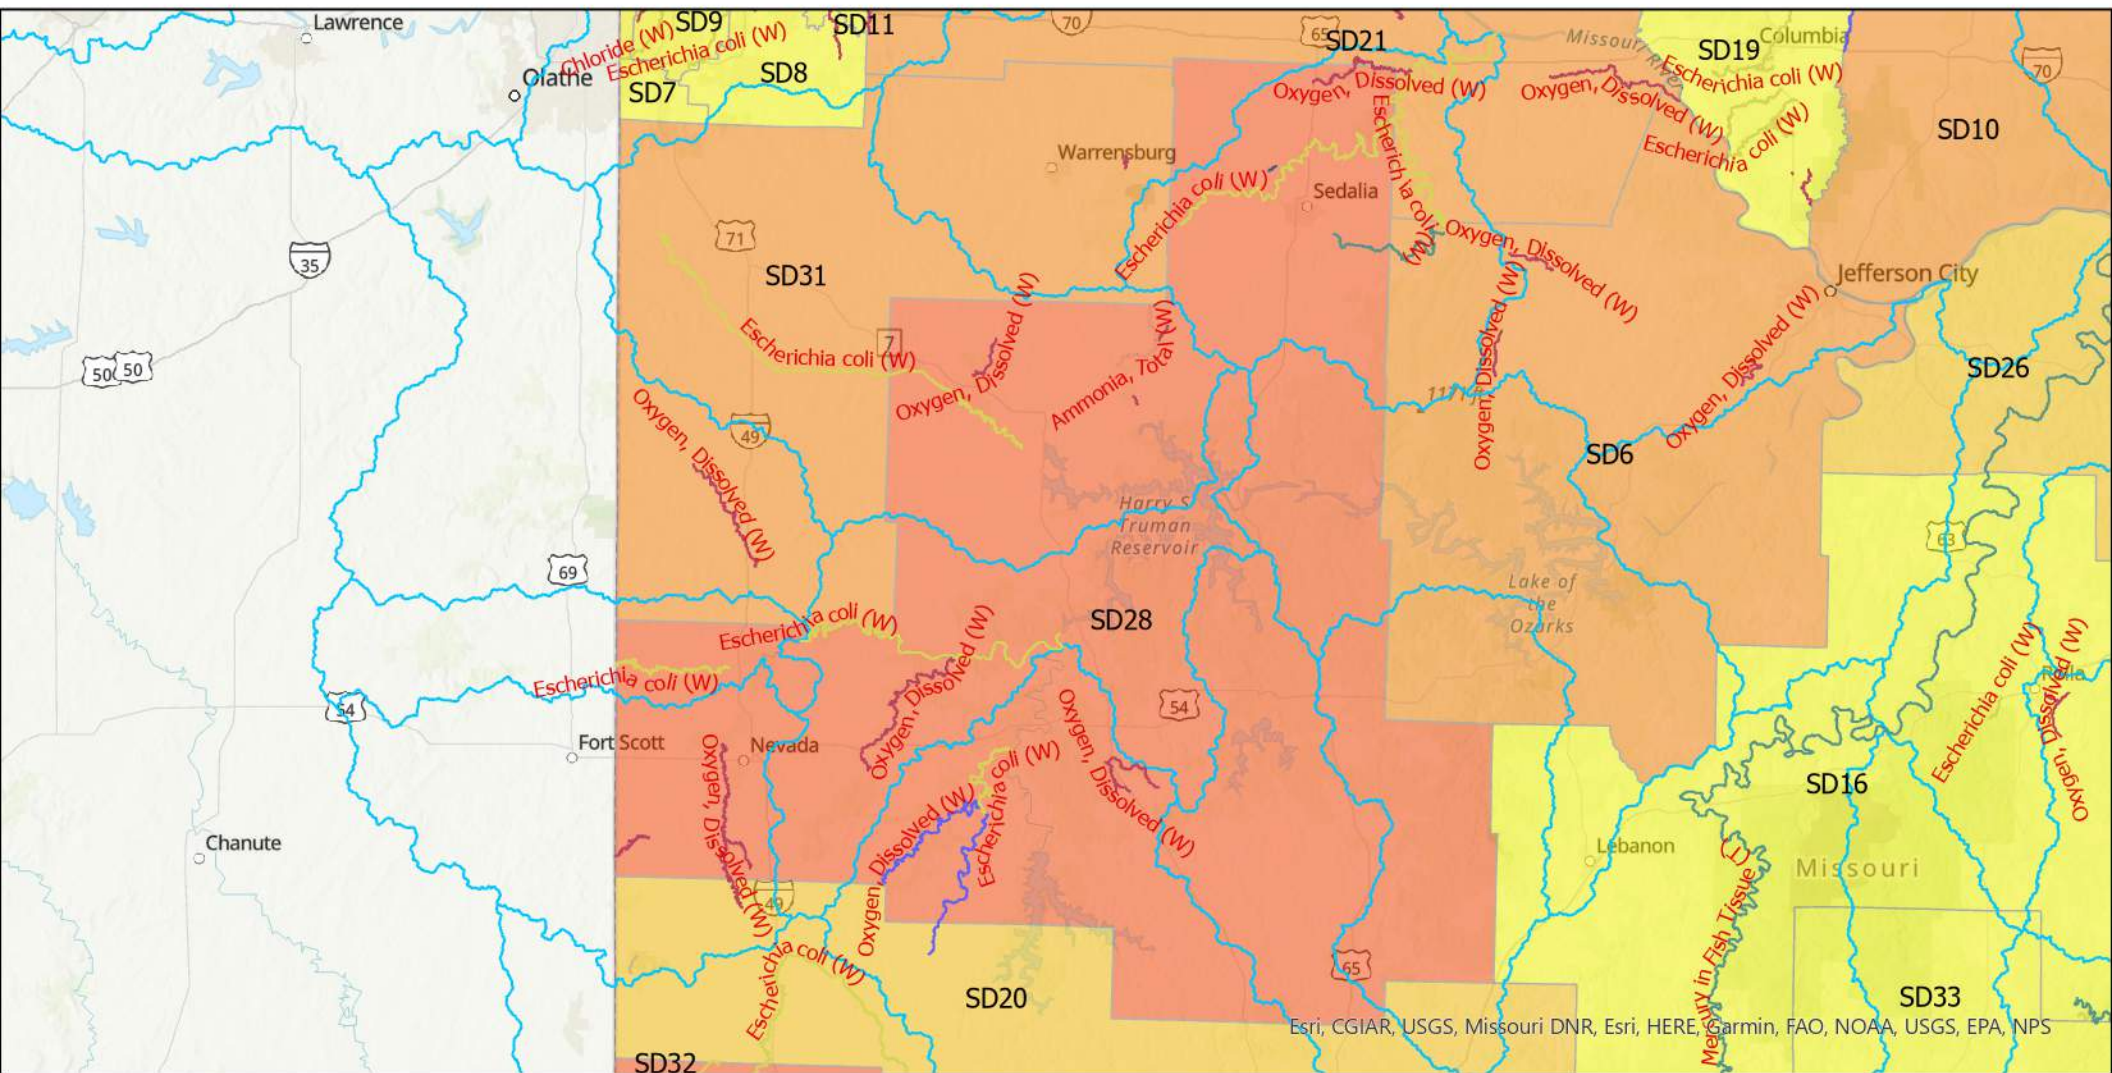 Lawrence
SD9
SD11
70
65
SD21
Missouri River
SD19
Columbia
70
Chloride (W)
Escherichia coli (W)
Olathe
SD7
SD8
Oxygen, Dissolved (W)
Oxygen, Dissolved (W)
Escherichia coli (W)
Escherichia coli (W)
SD10
Warrensburg
Escherichia coli (W)
Sedalia
Escherichia coli (W)
71
35
SD31
Oxygen, Dissolved (W)
Jefferson City
Escherichia coli (W)
7
Oxygen, Dissolved (W)
Ammonia, Total (W)
Oxygen, Dissolved (W)
Oxygen, Dissolved (W)
50
50
SD26
Oxygen, Dissolved (W)
49
SD6
Harry S
Truman
Reservoir
63
69
Lake of
the
Ozarks
Escherichia coli (W)
SD28
Escherichia coli (W)
Oxygen, Dissolved (W)
54
54
Fort Scott
Nevada
Escherichia coli (W)
Oxygen, Dissolved (W)
Oxygen, Dissolved (W)
Oxygen, Dissolved (W)
Oxygen, Dissolved (W)
Escherichia coli (W)
SD16
Escherichia coli (W)
Oxygen, Dissolved (W)
Chanute
Lebanon
Missouri
49
Escherichia coli (W)
Mercury in Fish Tissue (T)
65
SD20
SD33
Esri, CGIAR, USGS, Missouri DNR, Esri, HERE, Garmin, FAO, NOAA, USGS, EPA, NPS
SD32